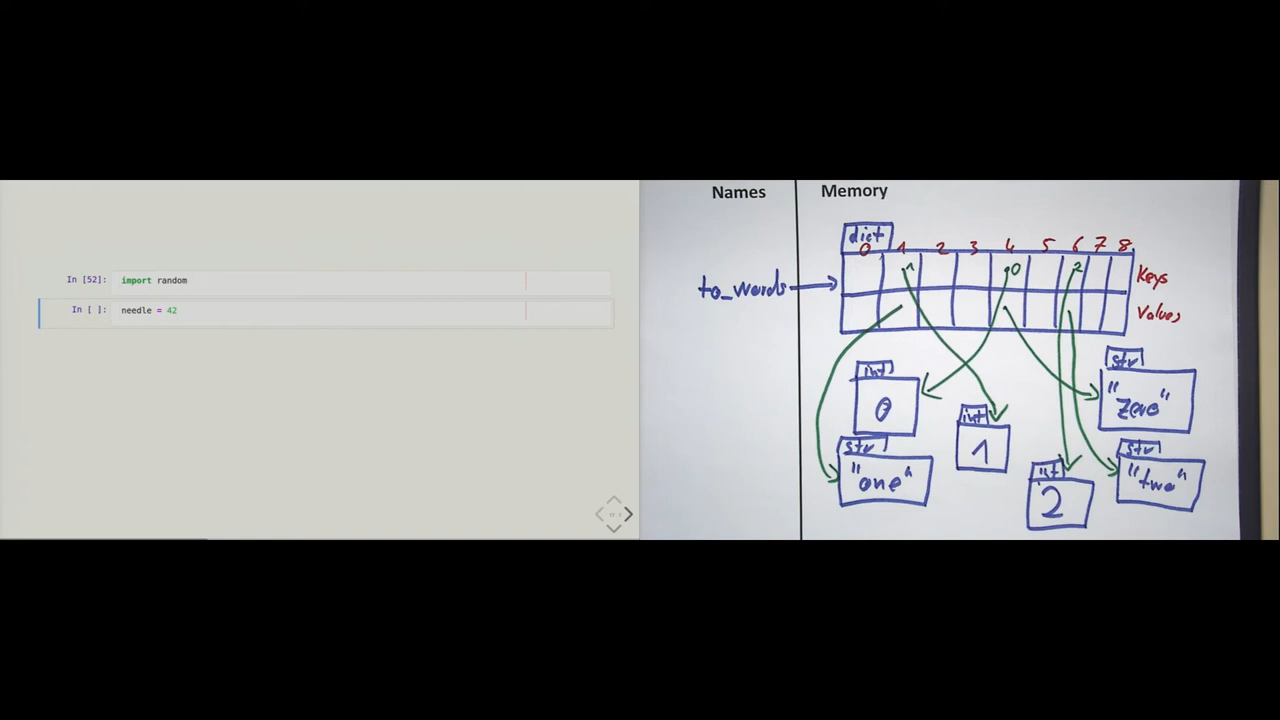 In [52]: import random
In [ ]: needle = 42
Names Memory
dict
0 1 2 3 4 5 6 7 8
1 0 2 Keys
to_words
Values
int
0
str
"zero"
int
1
str
"one"
int
2
str
"two"